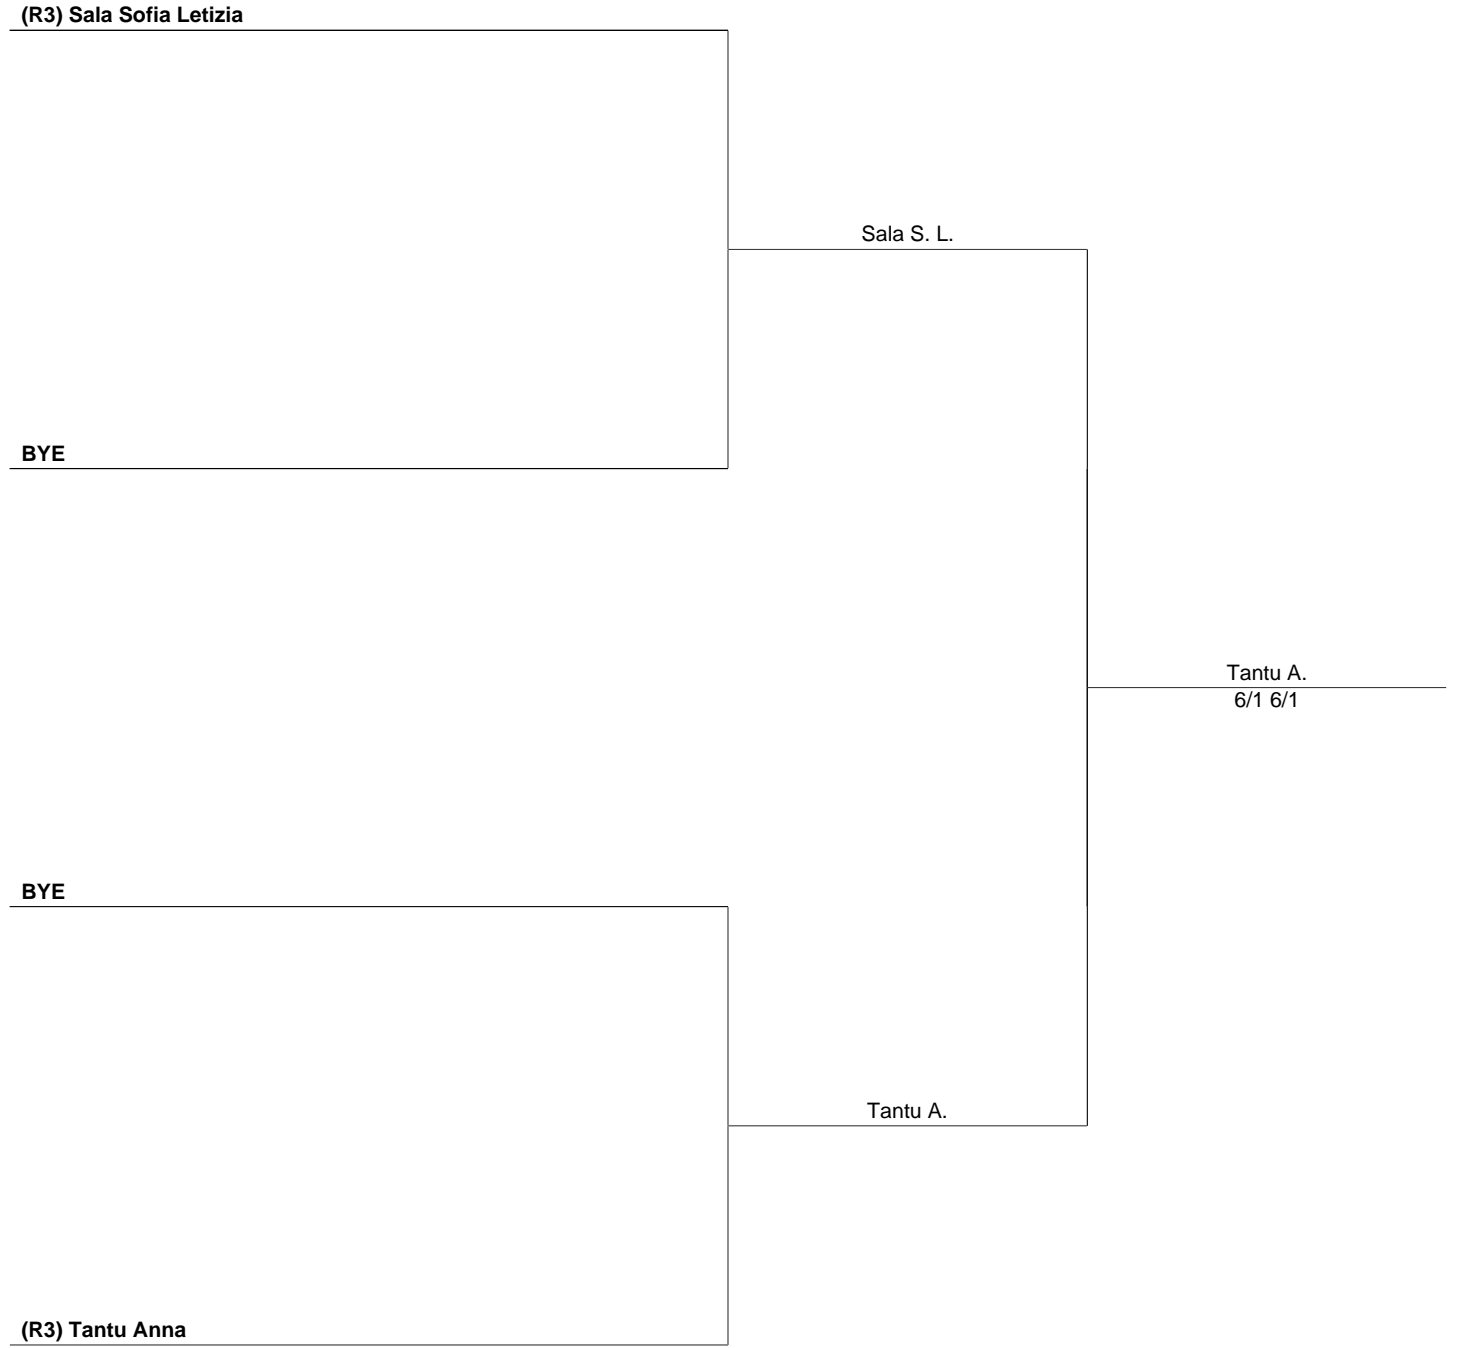 (R3) Sala Sofia Letizia
Sala S. L.
BYE
Tantu A.
6/1 6/1
BYE
Tantu A.
(R3) Tantu Anna